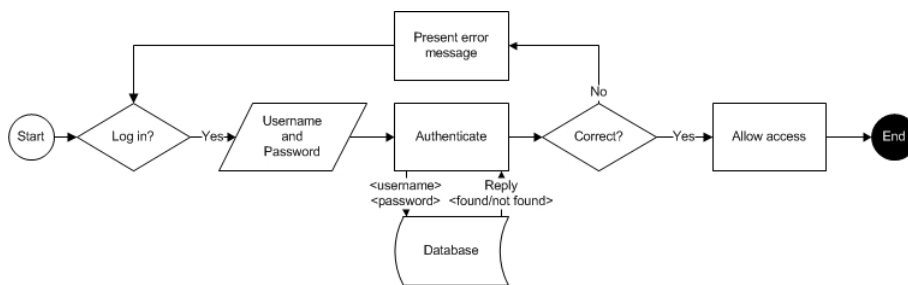 Present error
message
No
Start
Log in?
Yes
Username
and
Password
Authenticate
Correct?
Yes
Allow access
End
<username>
<password>
Reply
<found/not found>
Database